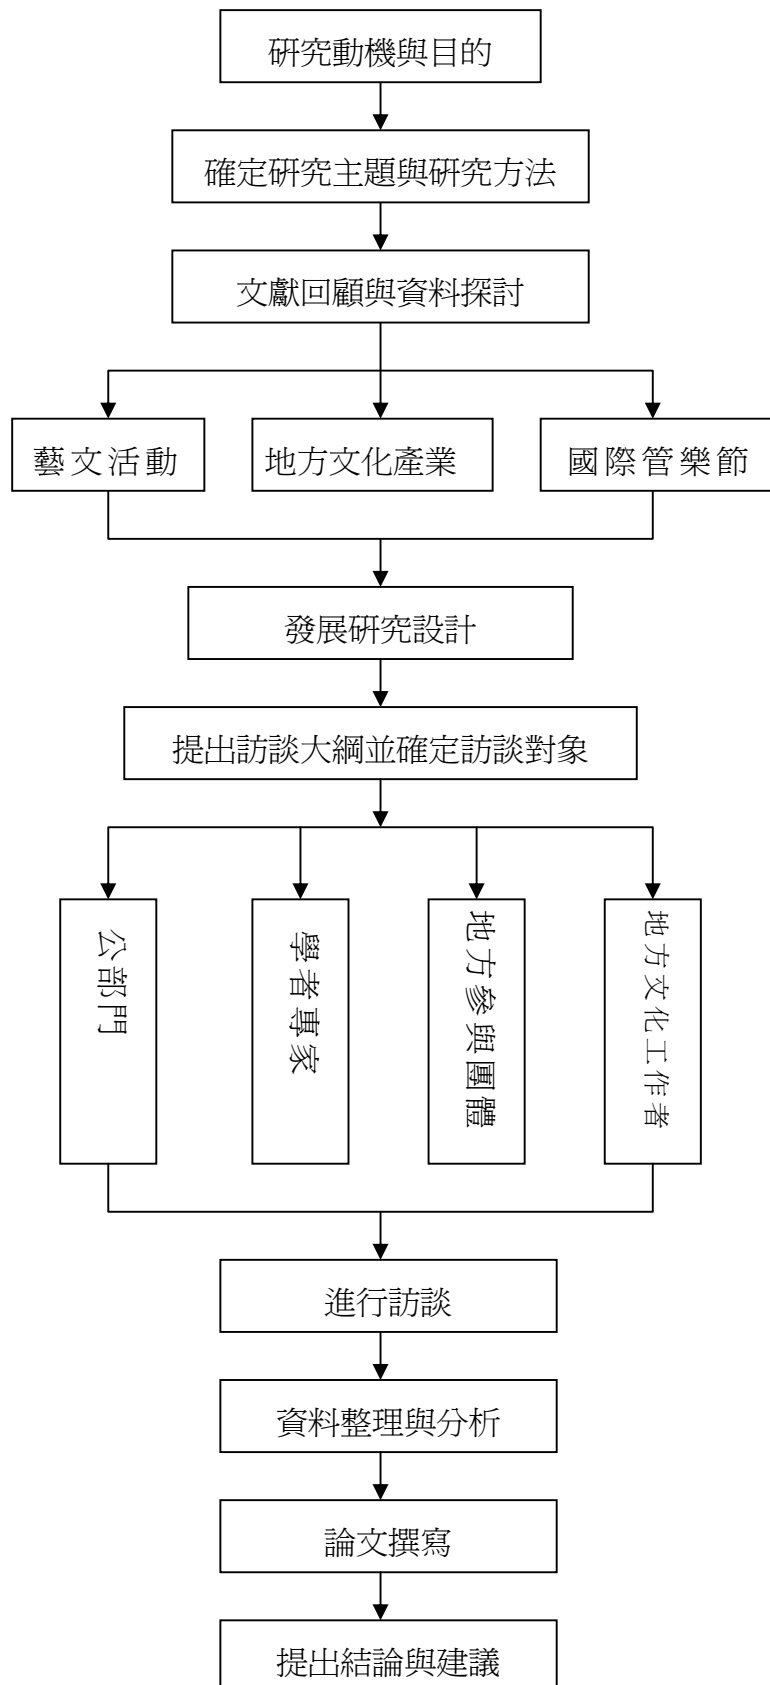 研究動機與目的
確定研究主題與研究方法
文獻回顧與資料探討
藝文活動
地方文化產業
國際管樂節
發展研究設計
提出訪談大綱並確定訪談對象
公部門
學者專家
地方參與團體
地方文化工作者
進行訪談
資料整理與分析
論文撰寫
提出結論與建議